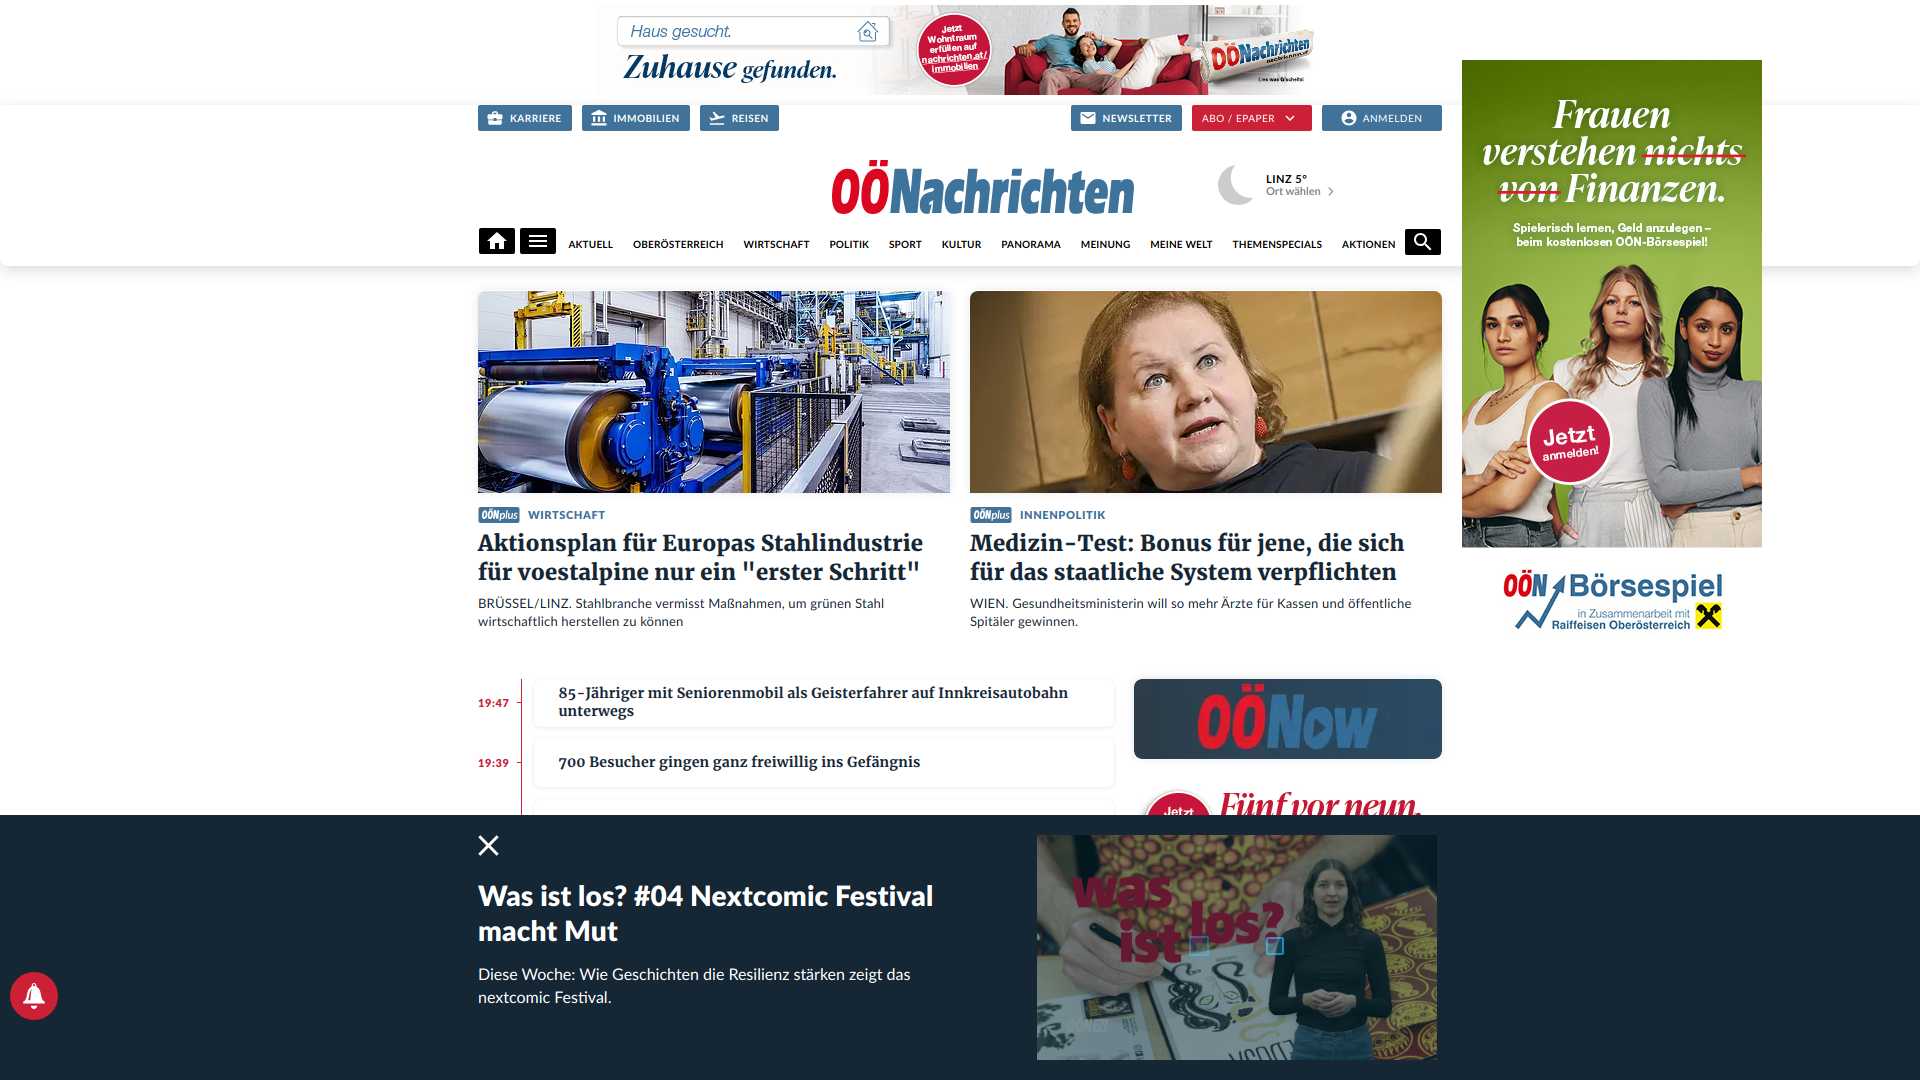 Haus gesucht.
Zuhause gefunden.
Jetzt
Wohntraum
erfüllen auf
nachrichten.at/
immobilien
OÖNachrichten
Lies was G'scheits!
KARRIERE
IMMOBILIEN
REISEN
NEWSLETTER
ABO / EPAPER
ANMELDEN
OÖNachrichten
LINZ 5°
Ort wählen
AKTUELL
OBERÖSTERREICH
WIRTSCHAFT
POLITIK
SPORT
KULTUR
PANORAMA
MEINUNG
MEINE WELT
THEMENSPECIALS
AKTIONEN
Frauen
verstehen nichts
von Finanzen.
Spielerisch lernen, Geld anzulegen –
beim kostenlosen OÖN-Börsespiel!
Jetzt
anmelden!
OÖN Börsespiel
in Zusammenarbeit mit
Raiffeisen Oberösterreich
OÖNplus WIRTSCHAFT
Aktionsplan für Europas Stahlindustrie
für voestalpine nur ein "erster Schritt"
BRÜSSEL/LINZ. Stahlbranche vermisst Maßnahmen, um grünen Stahl
wirtschaftlich herstellen zu können
OÖNplus INNENPOLITIK
Medizin-Test: Bonus für jene, die sich
für das staatliche System verpflichten
WIEN. Gesundheitsministerin will so mehr Ärzte für Kassen und öffentliche
Spitäler gewinnen.
19:47
85-Jähriger mit Seniorenmobil als Geisterfahrer auf Innkreisautobahn
unterwegs
19:39
700 Besucher gingen ganz freiwillig ins Gefängnis
OÖNow
Jetzt
Fünf vor neun.
Was ist los? #04 Nextcomic Festival
macht Mut
Diese Woche: Wie Geschichten die Resilienz stärken zeigt das
nextcomic Festival.
was
ist los?